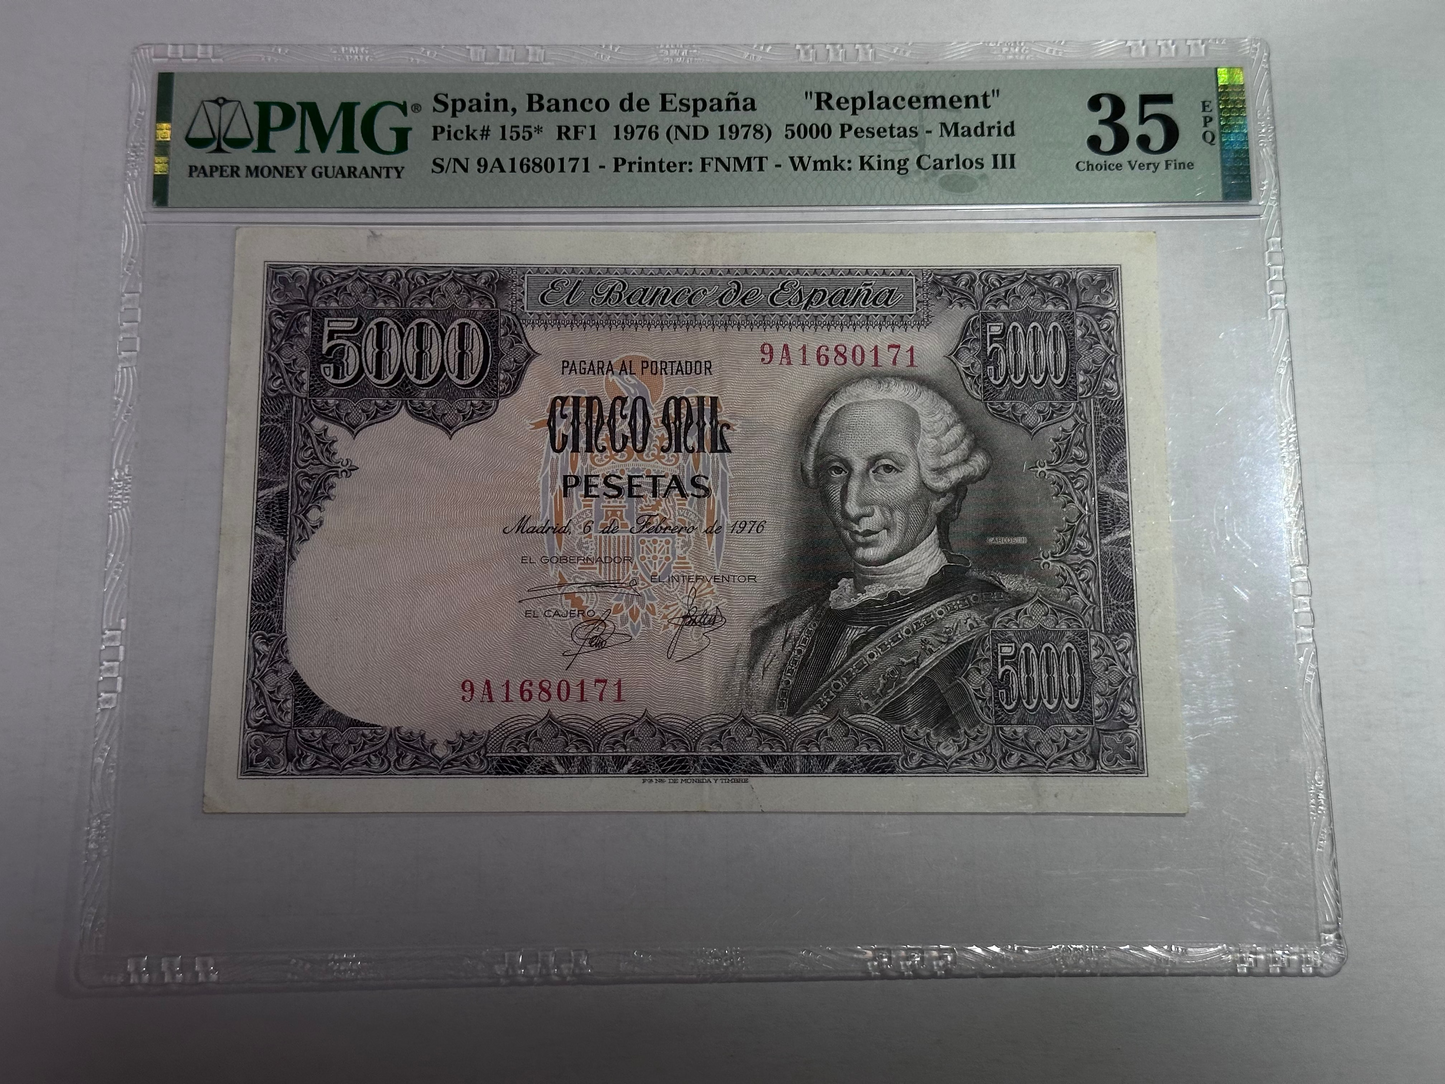 PMG®
PAPER MONEY GUARANTY
Spain, Banco de España "Replacement"
Pick# 155* RF1 1976 (ND 1978) 5000 Pesetas - Madrid
S/N 9A1680171 - Printer: FNMT - Wmk: King Carlos III
35
EPQ
Choice Very Fine
El Banco de España
5000
5000
9A1680171
PAGARA AL PORTADOR
CINCO MIL
PESETAS
Madrid, 6 de Febrero de 1976
CARLOS III
EL GOBERNADOR
EL INTERVENTOR
EL CAJERO
9A1680171
5000